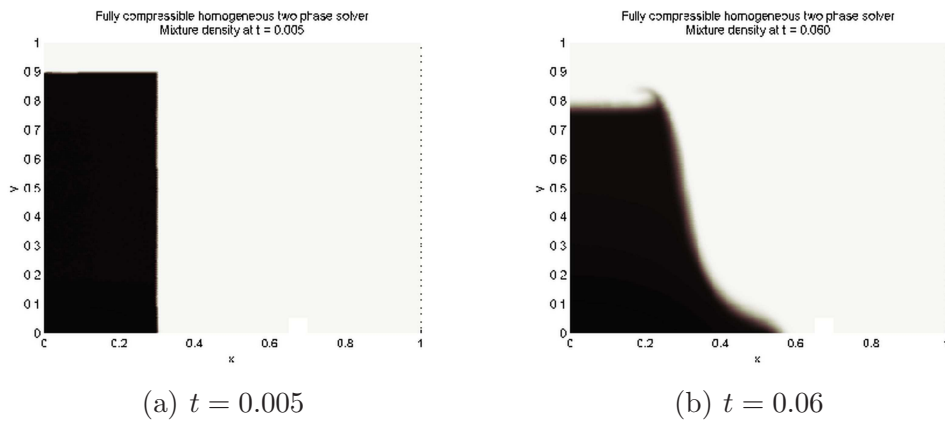 Fully compressible homogeneous two phase solver
Mixture density at t = 0.005
1
0.9
0.8
0.7
0.6
y 0.5
0.4
0.3
0.2
0.1
0
0 0.2 0.4 0.6 0.8 1
x
(a) t = 0.005
Fully compressible homogeneous two phase solver
Mixture density at t = 0.060
1
0.9
0.8
0.7
0.6
y 0.5
0.4
0.3
0.2
0.1
0
0 0.2 0.4 0.6 0.8
x
(b) t = 0.06